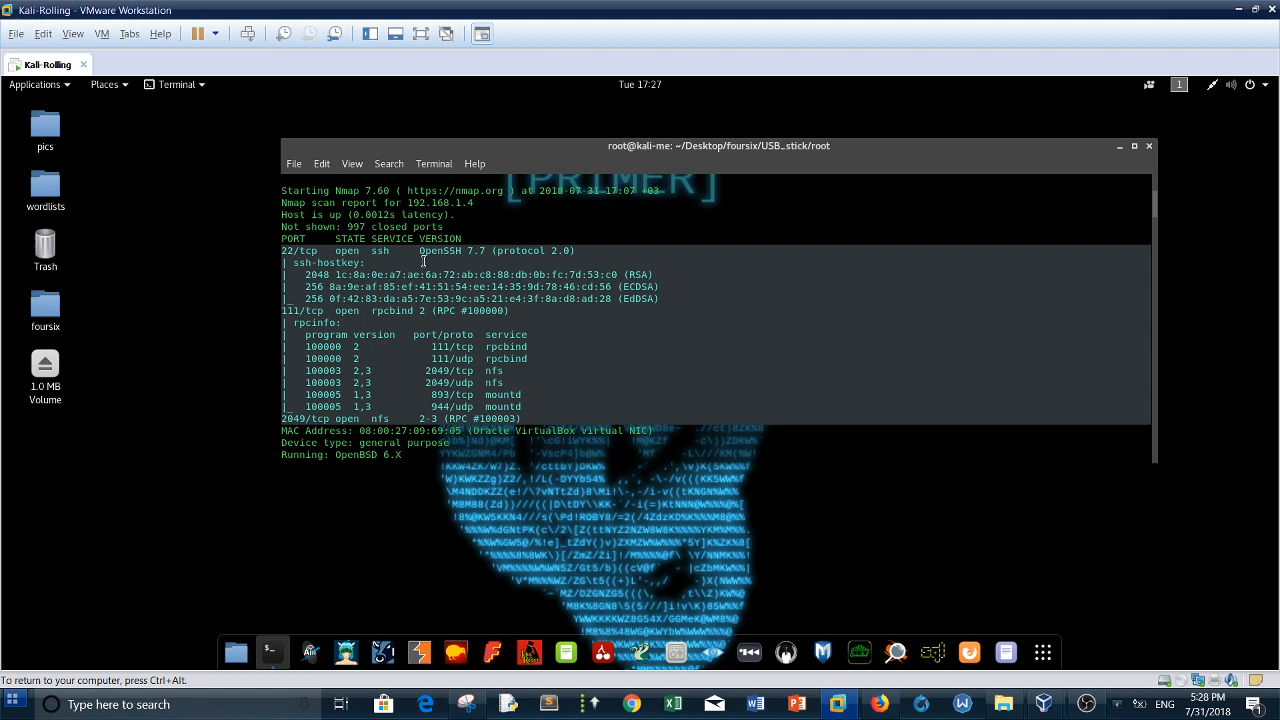 Kali-Rolling - VMware Workstation
File Edit View VM Tabs Help
Kali-Rolling
Applications Places Terminal Tue 17:27 1
pics
wordlists
Trash
foursix
1.0 MB
Volume
root@kali-me: ~/Desktop/foursix/USB_stick/root
File Edit View Search Terminal Help
[PRIMER]
Starting Nmap 7.60 ( https://nmap.org ) at 2018-07-31 17:07 +03
Nmap scan report for 192.168.1.4
Host is up (0.0012s latency).
Not shown: 997 closed ports
PORT STATE SERVICE VERSION
22/tcp open ssh OpenSSH 7.7 (protocol 2.0)
| ssh-hostkey:
| 2048 1c:8a:0e:a7:ae:6a:72:ab:c8:88:db:0b:fc:7d:53:c0 (RSA)
| 256 8a:9e:af:85:ef:41:51:54:ee:14:35:9d:78:46:cd:56 (ECDSA)
|_ 256 0f:42:83:da:a5:7e:53:9c:a5:21:e4:3f:8a:d8:ad:28 (EdDSA)
111/tcp open rpcbind 2 (RPC #100000)
| rpcinfo:
| program version port/proto service
| 100000 2 111/tcp rpcbind
| 100000 2 111/udp rpcbind
| 100003 2,3 2049/tcp nfs
| 100003 2,3 2049/udp nfs
| 100005 1,3 893/tcp mountd
|_ 100005 1,3 944/udp mountd
2049/tcp open nfs 2-3 (RPC #100003)
MAC Address: 08:00:27:09:69:05 (Oracle VirtualBox virtual NIC)
Device type: general purpose
Running: OpenBSD 6.X
To return to your computer, press Ctrl+Alt.
Type here to search
ENG
5:28 PM
7/31/2018